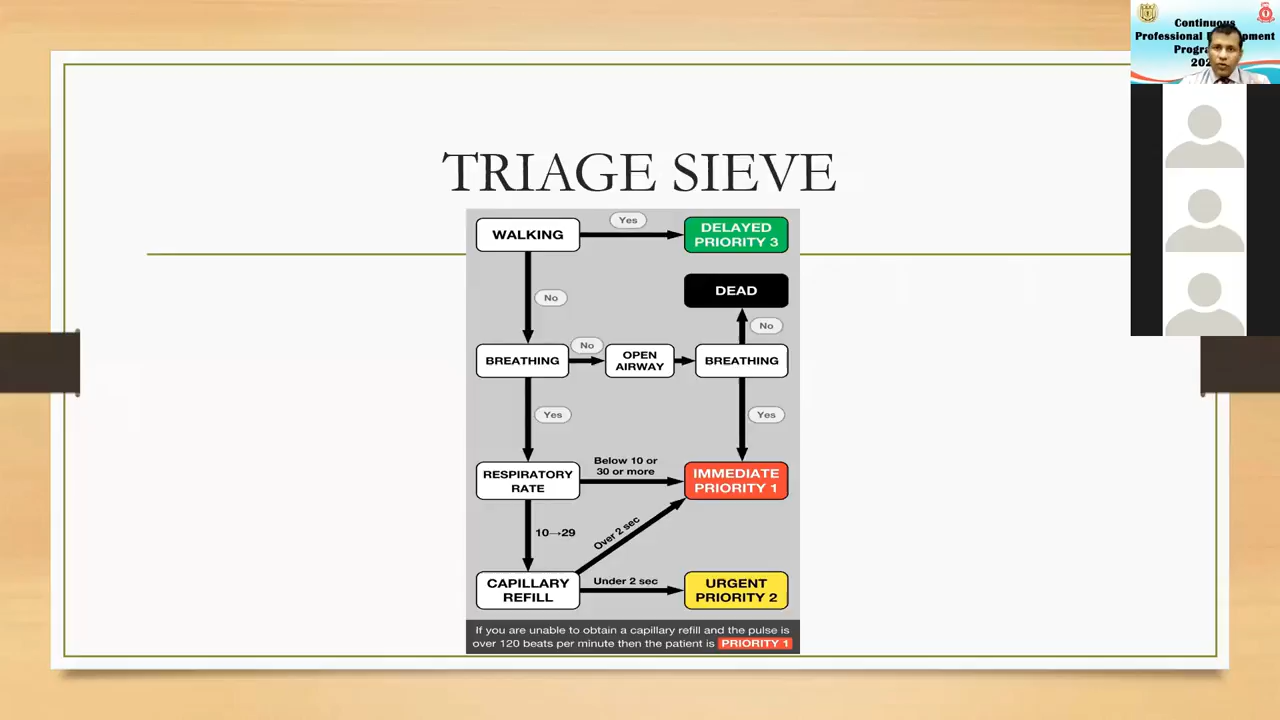 TRIAGE SIEVE
WALKING
Yes
DELAYED
PRIORITY 3
No
DEAD
No
BREATHING
No
OPEN
AIRWAY
BREATHING
Yes
Yes
RESPIRATORY
RATE
Below 10 or
30 or more
IMMEDIATE
PRIORITY 1
10→29
Over 2 sec
CAPILLARY
REFILL
Under 2 sec
URGENT
PRIORITY 2
If you are unable to obtain a capillary refill and the pulse is
over 120 beats per minute then the patient is PRIORITY 1
Continuous
Professional